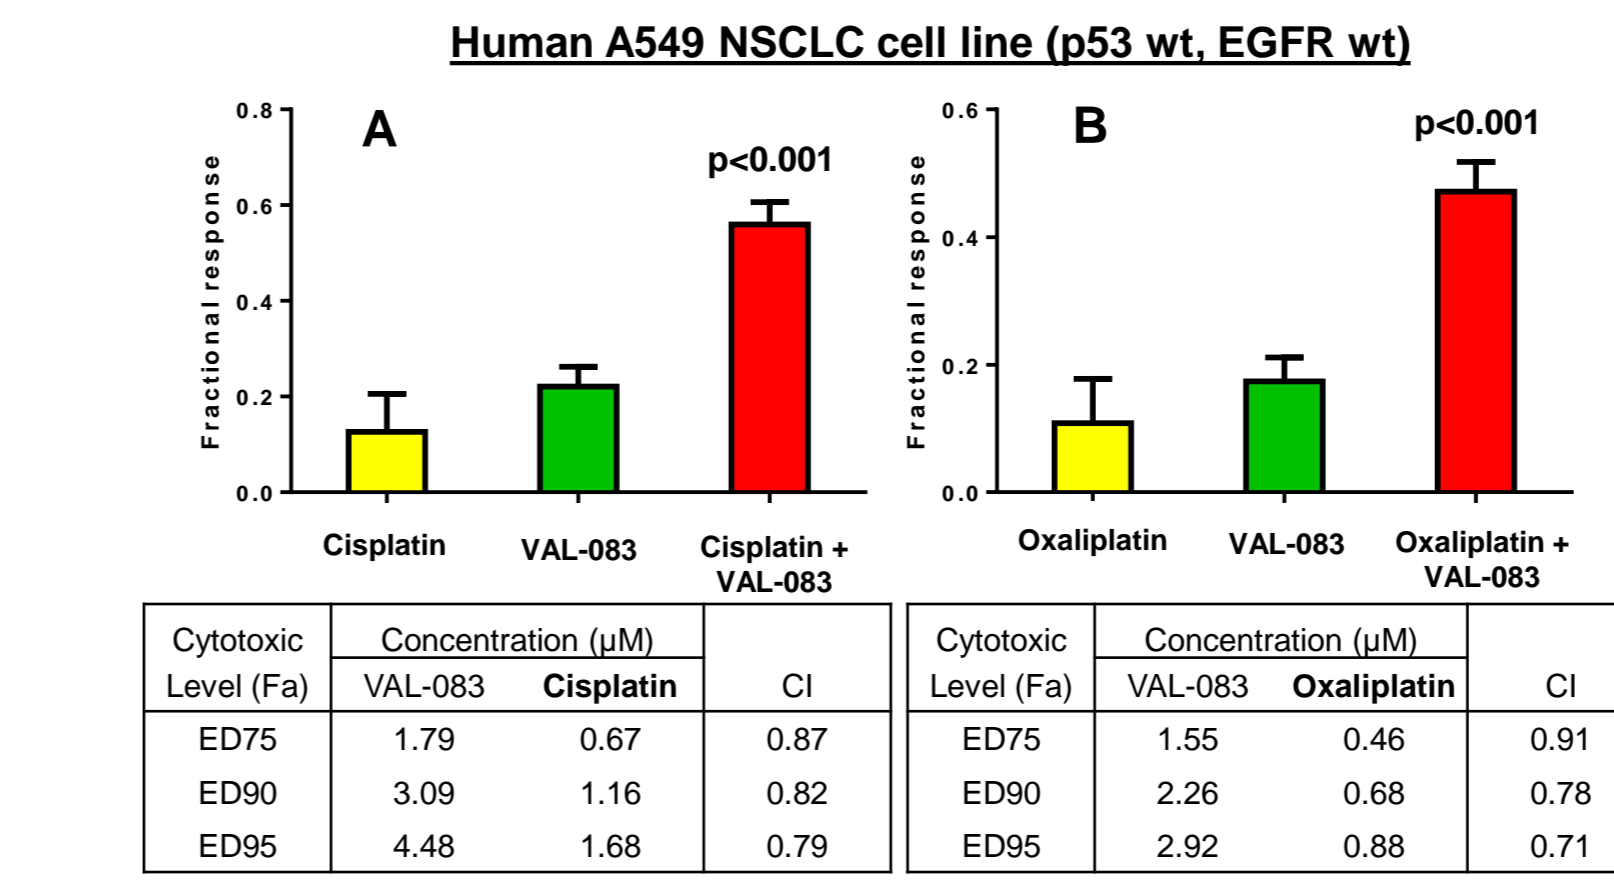 Human A549 NSCLC cell line (p53 wt, EGFR wt)
A
p<0.001
Fractional response
0.8
0.6
0.4
0.2
0.0
Cisplatin
VAL-083
Cisplatin +
VAL-083
B
p<0.001
Fractional response
0.6
0.4
0.2
0.0
Oxaliplatin
VAL-083
Oxaliplatin +
VAL-083
Cytotoxic Concentration (µM)
Level (Fa) VAL-083 Cisplatin CI
ED75 1.79 0.67 0.87
ED90 3.09 1.16 0.82
ED95 4.48 1.68 0.79
Cytotoxic Concentration (µM)
Level (Fa) VAL-083 Oxaliplatin CI
ED75 1.55 0.46 0.91
ED90 2.26 0.68 0.78
ED95 2.92 0.88 0.71